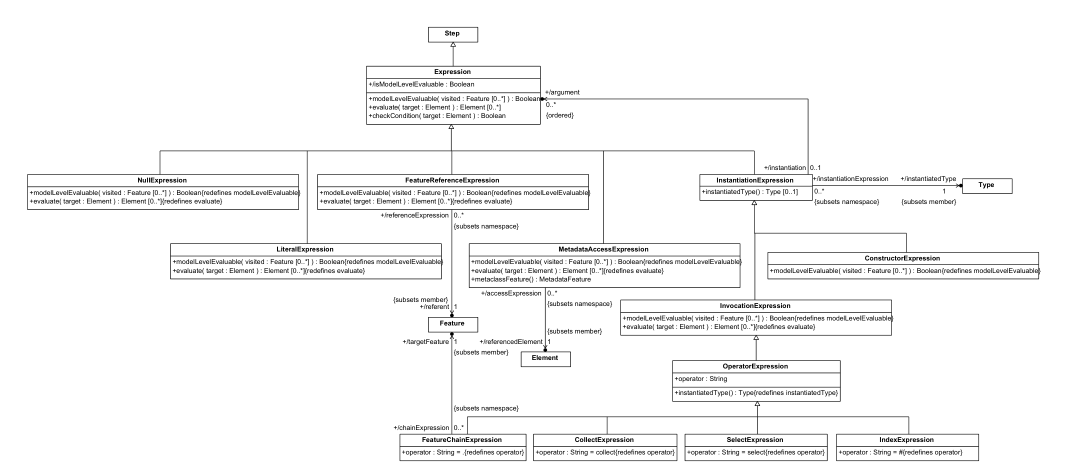 Step
Expression
+/isModelLevelEvaluable : Boolean
+modelLevelEvaluable( visited : Feature [0..*] ) : Boolean
+evaluate( target : Element ) : Element [0..*]
+checkCondition( target : Element ) : Boolean
+/argument
0..*
{ordered}
+/instantiation 0..1
NullExpression
+modelLevelEvaluable( visited : Feature [0..*] ) : Boolean{redefines modelLevelEvaluable}
+evaluate( target : Element ) : Element [0..*]{redefines evaluate}
FeatureReferenceExpression
+modelLevelEvaluable( visited : Feature [0..*] ) : Boolean{redefines modelLevelEvaluable}
+evaluate( target : Element ) : Element [0..*]{redefines evaluate}
InstantiationExpression
+instantiatedType() : Type [0..1]
+/instantiationExpression
0..*
{subsets namespace}
+/instantiatedType
1
{subsets member}
Type
+/referenceExpression 0..*
{subsets namespace}
LiteralExpression
+modelLevelEvaluable( visited : Feature [0..*] ) : Boolean{redefines modelLevelEvaluable}
+evaluate( target : Element ) : Element [0..*]{redefines evaluate}
MetadataAccessExpression
+modelLevelEvaluable( visited : Feature [0..*] ) : Boolean{redefines modelLevelEvaluable}
+evaluate( target : Element ) : Element [0..*]{redefines evaluate}
+metaclassFeature() : MetadataFeature
ConstructorExpression
+modelLevelEvaluable( visited : Feature [0..*] ) : Boolean{redefines modelLevelEvaluable}
+/accessExpression 0..*
{subsets namespace}
{subsets member}
+/referent 1
Feature
+/targetFeature 1
{subsets member}
{subsets member}
+/referencedElement 1
Element
InvocationExpression
+modelLevelEvaluable( visited : Feature [0..*] ) : Boolean{redefines modelLevelEvaluable}
+evaluate( target : Element ) : Element [0..*]{redefines evaluate}
OperatorExpression
+operator : String
+instantiatedType() : Type{redefines instantiatedType}
{subsets namespace}
+/chainExpression 0..*
FeatureChainExpression
+operator : String = .{redefines operator}
CollectExpression
+operator : String = collect{redefines operator}
SelectExpression
+operator : String = select{redefines operator}
IndexExpression
+operator : String = #{redefines operator}